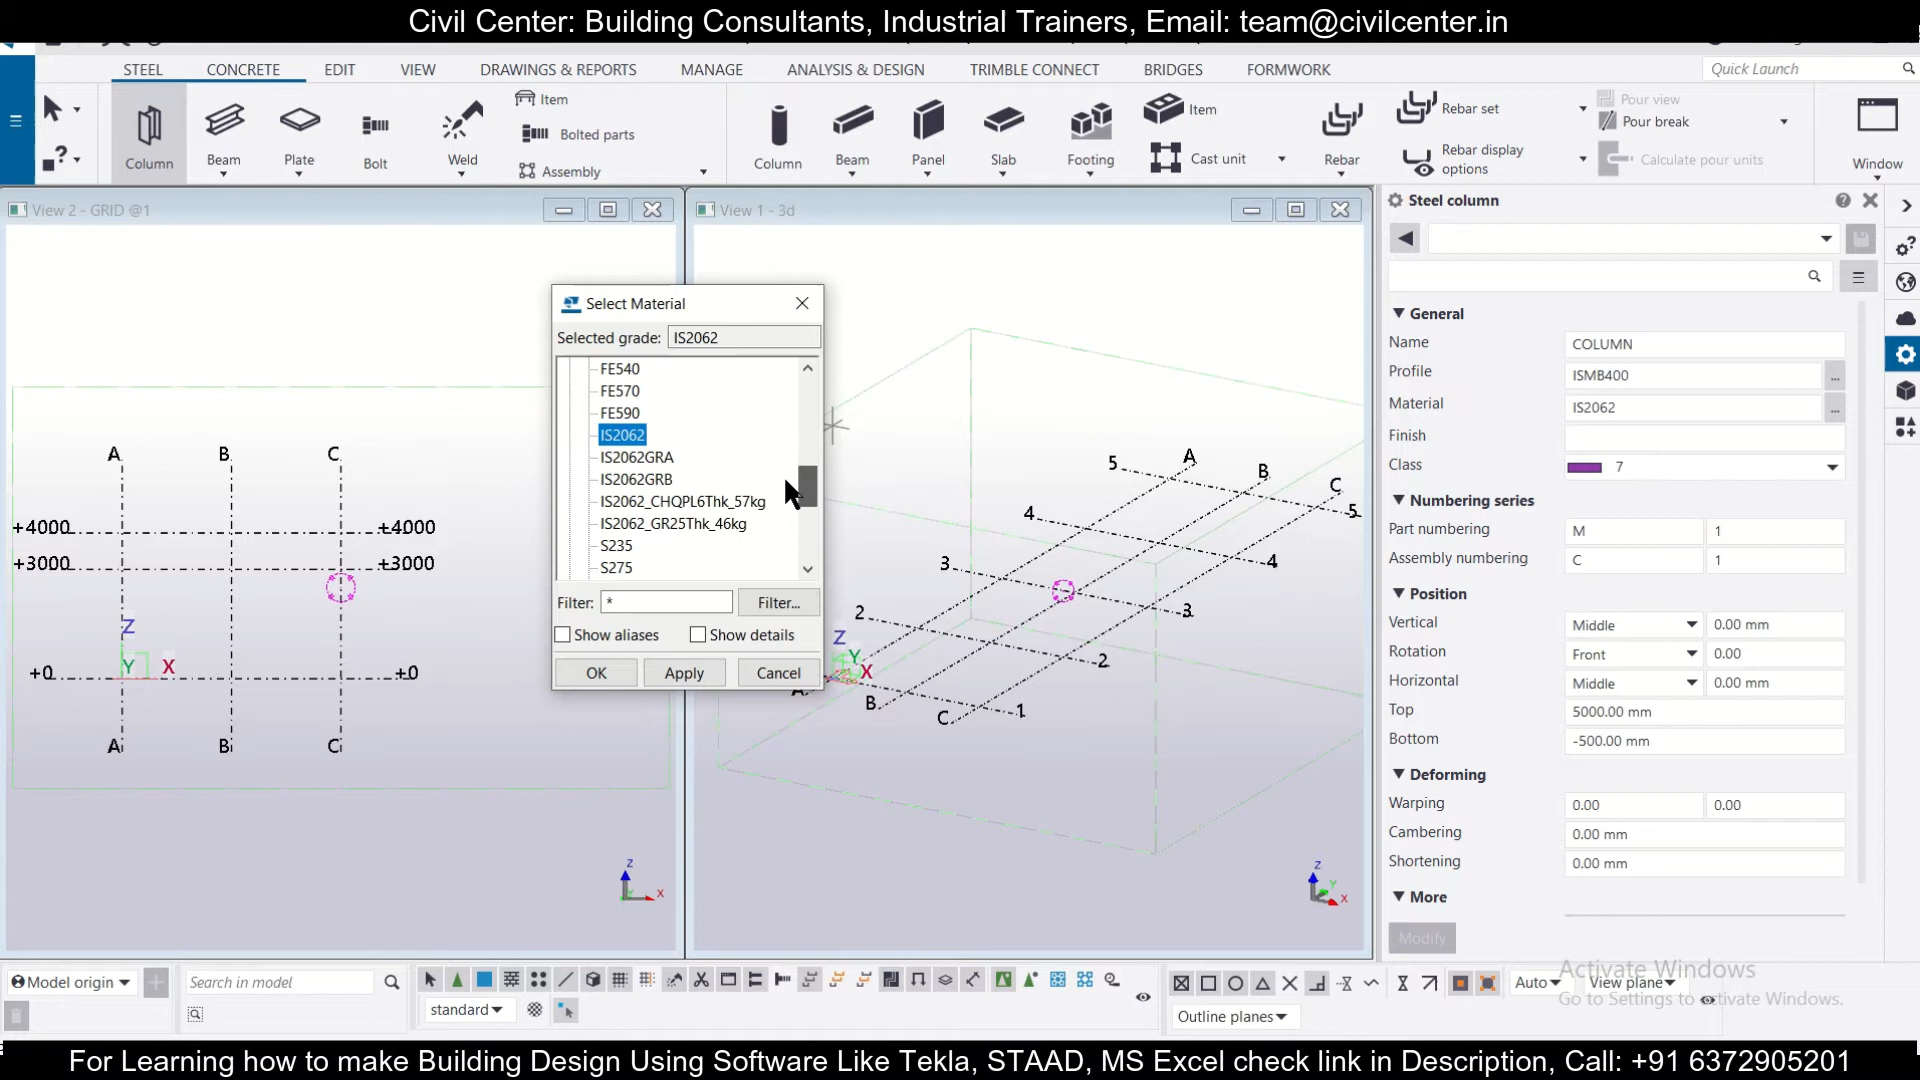 Civil Center: Building Consultants, Industrial Trainers, Email: team@civilcenter.in
STEEL CONCRETE EDIT VIEW DRAWINGS & REPORTS MANAGE ANALYSIS & DESIGN TRIMBLE CONNECT BRIDGES FORMWORK Quick Launch
Column Beam Plate Bolt Weld
Item
Bolted parts
Assembly
Column Beam Panel Slab Footing
Item
Cast unit
Rebar
Rebar set
Rebar display options
Pour view
Pour break
Calculate pour units
Window
View 2 - GRID @1
A B C
+4000 +4000
+3000 +3000
Z
Y X
+0 +0
A B C
Z
X
View 1 - 3d
A B C
5 5
4 4
3 3
2 2
Z
Y
X
B C 1
Z
Y
X
Select Material
Selected grade: IS2062
FE540
FE570
FE590
IS2062
IS2062GRA
IS2062GRB
IS2062_CHQPL6Thk_57kg
IS2062_GR25Thk_46kg
S235
S275
Filter: * Filter...
Show aliases Show details
OK Apply Cancel
Steel column
General
Name COLUMN
Profile ISMB400 ...
Material IS2062 ...
Finish
Class 7
Numbering series
Part numbering M 1
Assembly numbering C 1
Position
Vertical Middle 0.00 mm
Rotation Front 0.00
Horizontal Middle 0.00 mm
Top 5000.00 mm
Bottom -500.00 mm
Deforming
Warping 0.00 0.00
Cambering 0.00 mm
Shortening 0.00 mm
More
Modify
Model origin Search in model
standard
Auto View plane
Outline planes
Activate Windows
Go to Settings to activate Windows.
For Learning how to make Building Design Using Software Like Tekla, STAAD, MS Excel check link in Description, Call: +91 6372905201